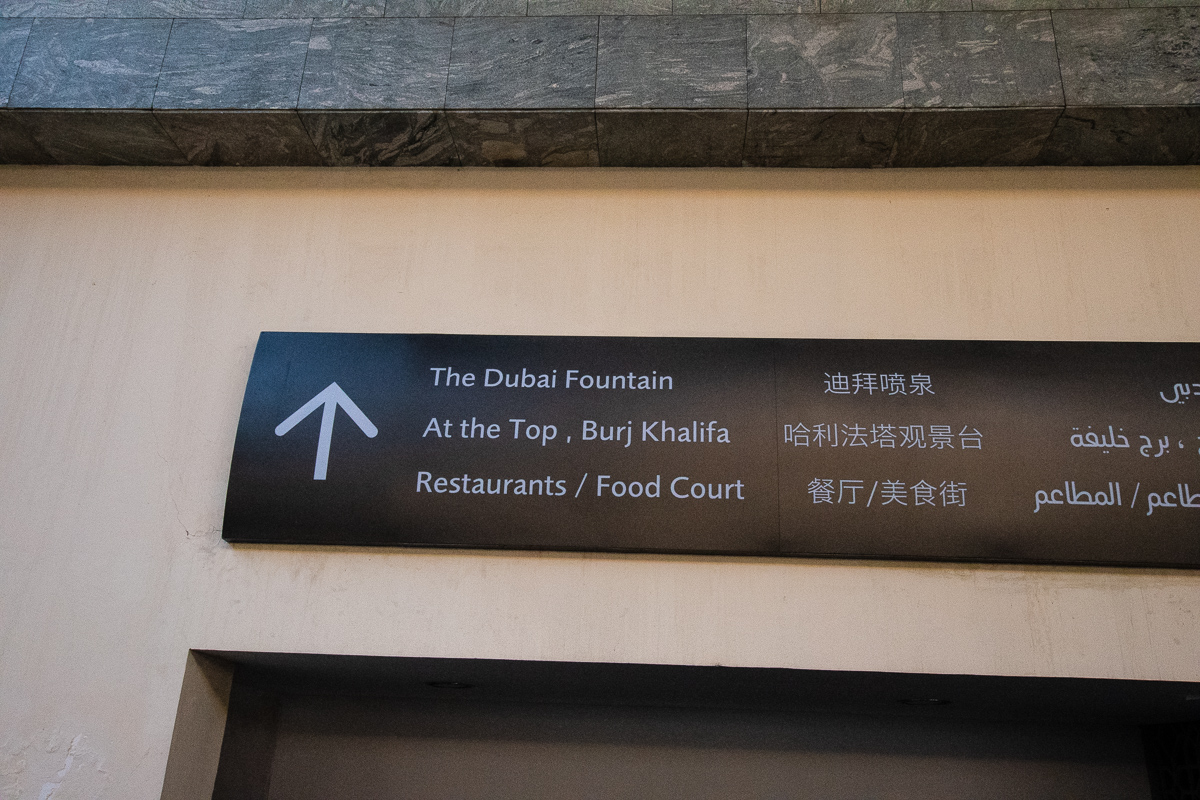 The Dubai Fountain
At the Top , Burj Khalifa
Restaurants / Food Court
迪拜喷泉
哈利法塔观景台
餐厅/美食街
، برج خليفة
/ المطاعم